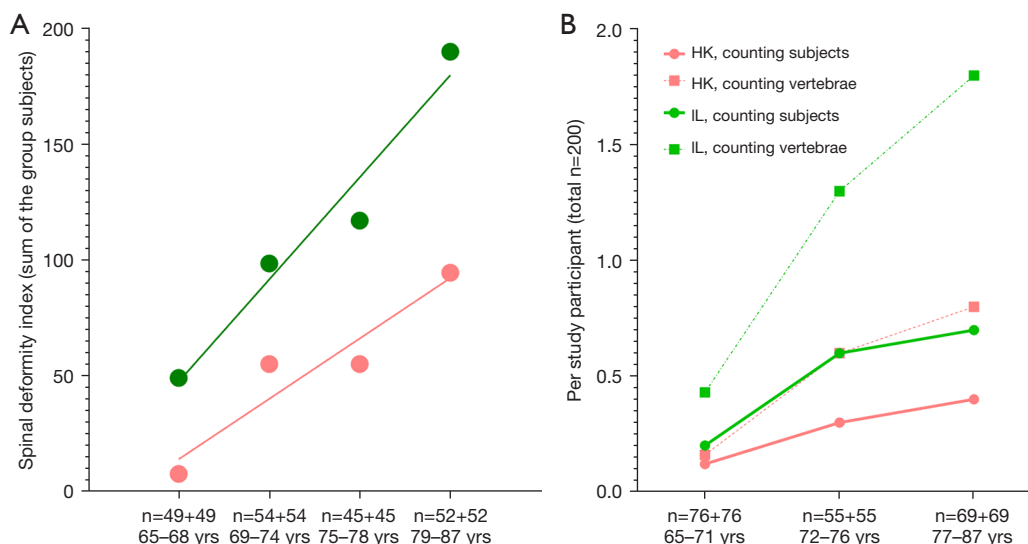 A
Spinal deformity index (sum of the group subjects)
200
150
100
50
0
n=49+49 n=54+54 n=45+45 n=52+52
65–68 yrs 69–74 yrs 75–78 yrs 79–87 yrs
B
Per study participant (total n=200)
2.0
1.5
1.0
0.5
0.0
HK, counting subjects
HK, counting vertebrae
IL, counting subjects
IL, counting vertebrae
n=76+76 n=55+55 n=69+69
65–71 yrs 72–76 yrs 77–87 yrs